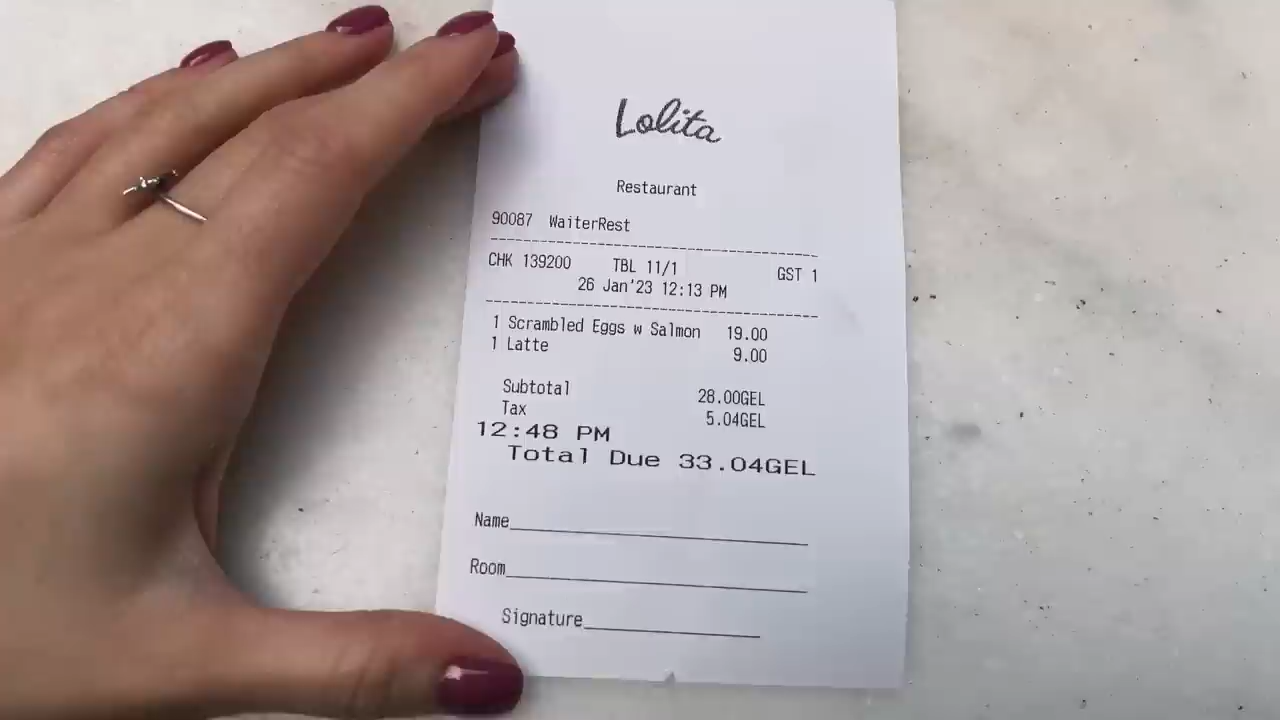 Lolita
Restaurant
90087 WaiterRest
CHK 139200 TBL 11/1 GST 1
26 Jan'23 12:13 PM
1 Scrambled Eggs w Salmon 19.00
1 Latte 9.00
Subtotal 28.00GEL
Tax 5.04GEL
12:48 PM
Total Due 33.04GEL
Name
Room
Signature